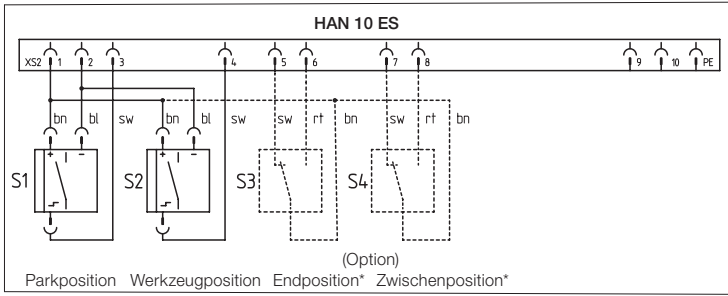 HAN 10 ES
XS2 1 2 3 4 5 6 7 8 9 10 PE
bn bl sw bn bl sw sw rt bn sw rt bn
+ - + -
S1 S2 S3 S4
(Option)
Parkposition Werkzeugposition Endposition* Zwischenposition*